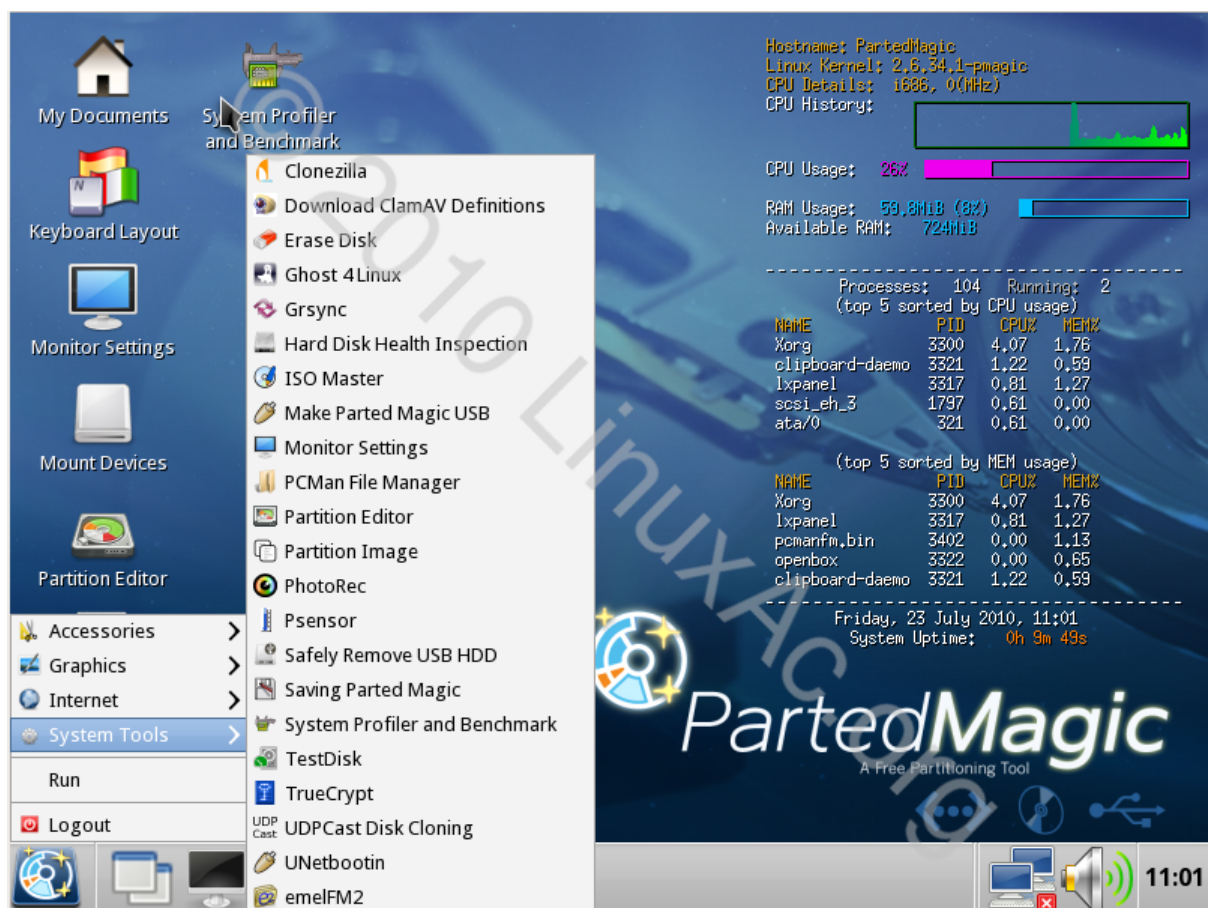 My Documents
System Profiler
and Benchmark
Keyboard Layout
Monitor Settings
Mount Devices
Partition Editor
Accessories
Graphics
Internet
System Tools
Run
Logout
Clonezilla
Download ClamAV Definitions
Erase Disk
Ghost 4Linux
Grsync
Hard Disk Health Inspection
ISO Master
Make Parted Magic USB
Monitor Settings
PCMan File Manager
Partition Editor
Partition Image
PhotoRec
Psensor
Safely Remove USB HDD
Saving Parted Magic
System Profiler and Benchmark
TestDisk
TrueCrypt
UDP
Cast
UDPCast Disk Cloning
UNetbootin
emelFM2
Hostname: PartedMagic
Linux Kernel: 2.6.34.1-pmagic
CPU Details: i686, 0(MHz)
CPU History:
CPU Usage: 26%
RAM Usage: 59.8MiB (8%)
Available RAM: 724MiB
Processes: 104 Running: 2
(top 5 sorted by CPU usage)
NAME PID CPU% MEM%
Xorg 3300 4.07 1.76
clipboard-daemo 3321 1.22 0.59
lxpanel 3317 0.81 1.27
scsi_eh_3 1797 0.61 0.00
ata/0 321 0.61 0.00
(top 5 sorted by MEM usage)
NAME PID CPU% MEM%
Xorg 3300 4.07 1.76
lxpanel 3317 0.81 1.27
pcmanfm.bin 3402 0.00 1.13
openbox 3322 0.00 0.65
clipboard-daemo 3321 1.22 0.59
Friday, 23 July 2010, 11:01
System Uptime: 0h 9m 49s
PartedMagic
A Free Partitioning Tool
11:01
N
© 2010 LinuxAc.org